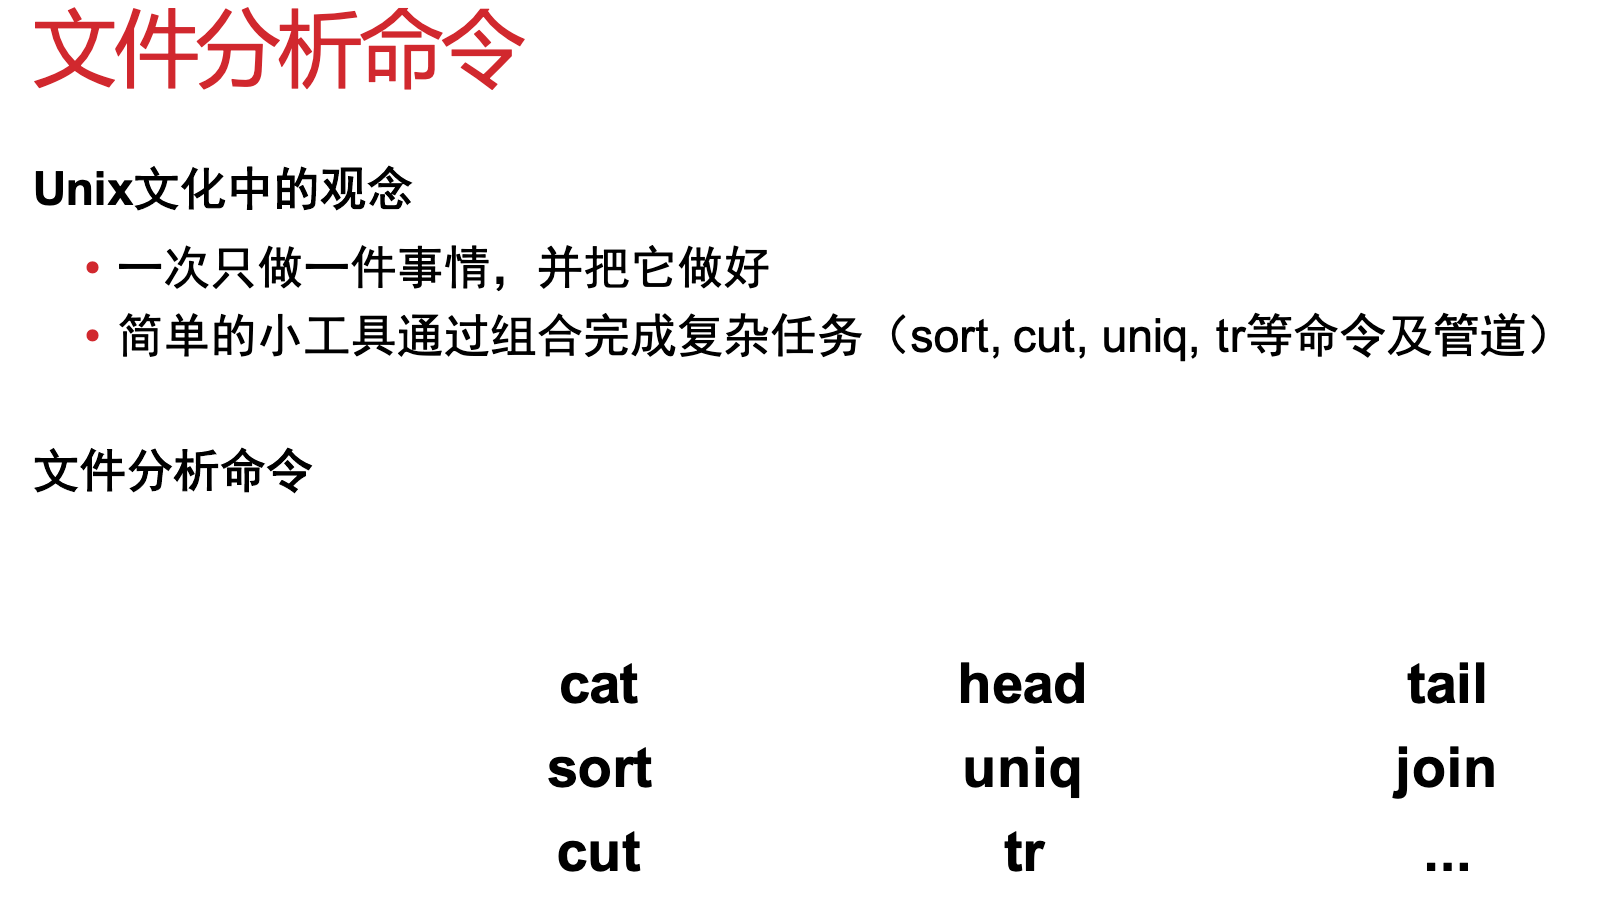 文件分析命令
Unix文化中的观念
• 一次只做一件事情，并把它做好
• 简单的小工具通过组合完成复杂任务（sort, cut, uniq, tr等命令及管道）
文件分析命令
cat head tail
sort uniq join
cut tr ...